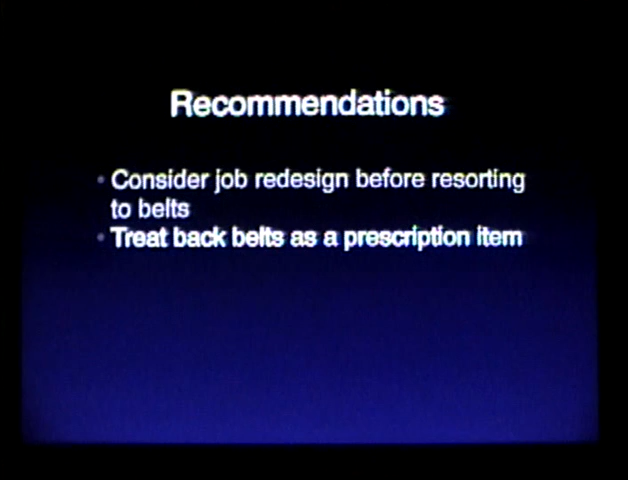 Recommendations
• Consider job redesign before resorting
to belts
• Treat back belts as a prescription item